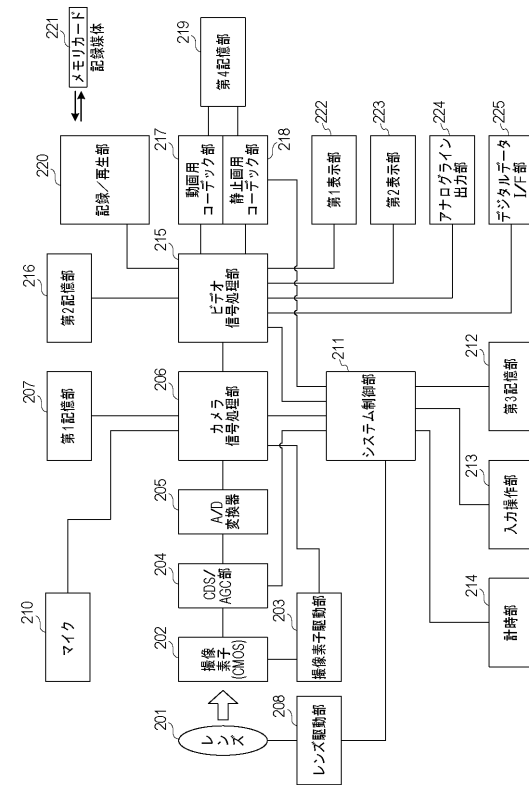 221
メモリカード
記録媒体
219
第4記憶部
220
記録／再生部
217
動画用
コーデック部
静止画用
コーデック部
218
222
第1表示部
223
第2表示部
224
アナログライン
出力部
225
デジタルデータ
I/F部
216
第2記憶部
215
ビデオ
信号処理部
207
第1記憶部
206
カメラ
信号処理部
211
システム制御部
212
第3記憶部
205
A/D
変換器
213
入力操作部
210
マイク
204
CDS/
AGC部
202
撮像
素子
(CMOS)
203
撮像素子駆動部
214
計時部
201
レンズ
208
レンズ駆動部